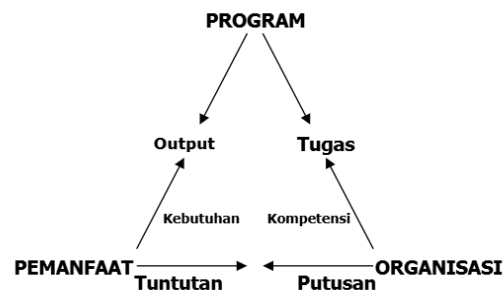 PROGRAM
Output
Tugas
Kebutuhan
Kompetensi
PEMANFAAT
ORGANISASI
Tuntutan
Putusan